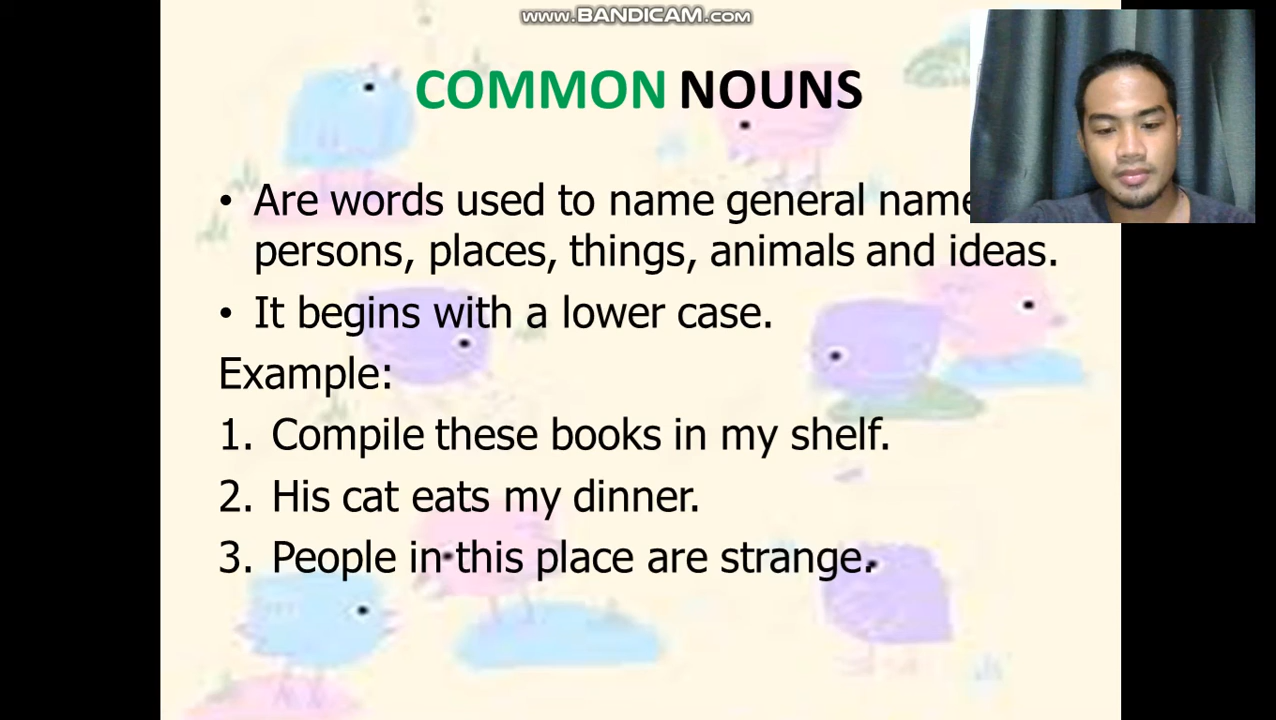 www.BANDICAM.com
COMMON NOUNS
• Are words used to name general
persons, places, things, animals and ideas.
• It begins with a lower case.
Example:
1. Compile these books in my shelf.
2. His cat eats my dinner.
3. People in this place are strange.